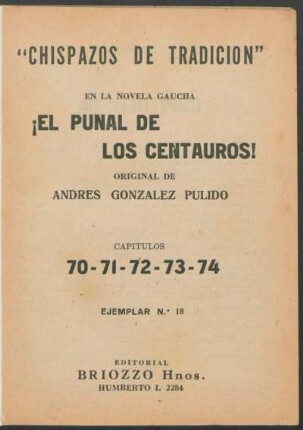 "CHISPAZOS DE TRADICION"
EN LA NOVELA GAUCHA
¡EL PUNAL DE
LOS CENTAUROS!
ORIGINAL DE
ANDRES GONZALEZ PULIDO
CAPITULOS
70-71-72-73-74
EJEMPLAR N.° 18
EDITORIAL
BRIOZZO Hnos.
HUMBERTO I. 2284